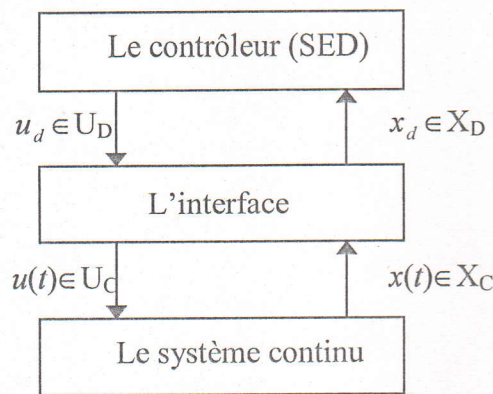 Le contrôleur (SED)
u_d ∈ U_D x_d ∈ X_D
L'interface
u(t) ∈ U_C x(t) ∈ X_C
Le système continu